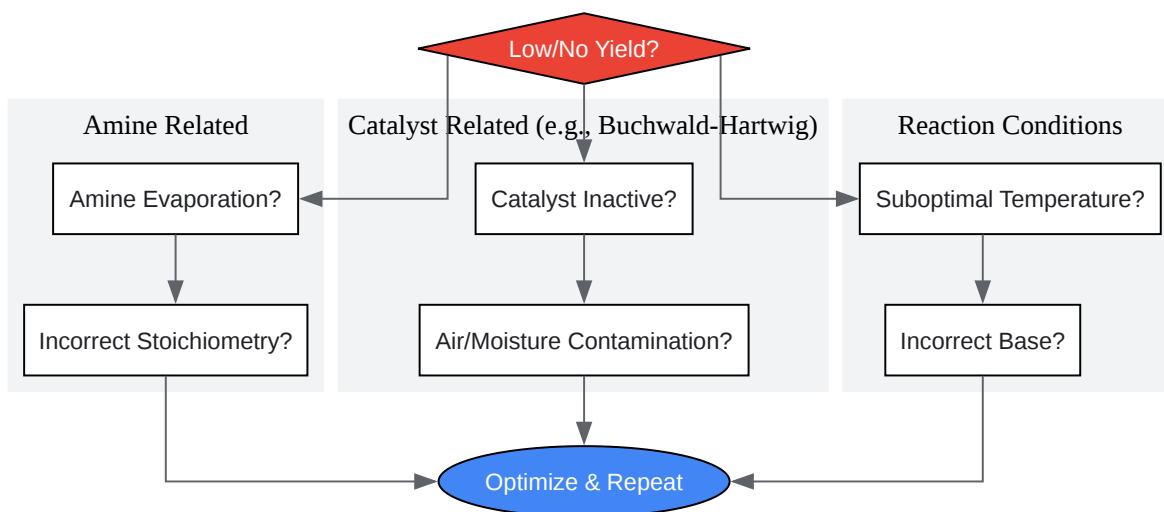 Low/No Yield?
Amine Related
Catalyst Related (e.g., Buchwald-Hartwig)
Reaction Conditions
Amine Evaporation?
Catalyst Inactive?
Suboptimal Temperature?
Incorrect Stoichiometry?
Air/Moisture Contamination?
Incorrect Base?
Optimize & Repeat